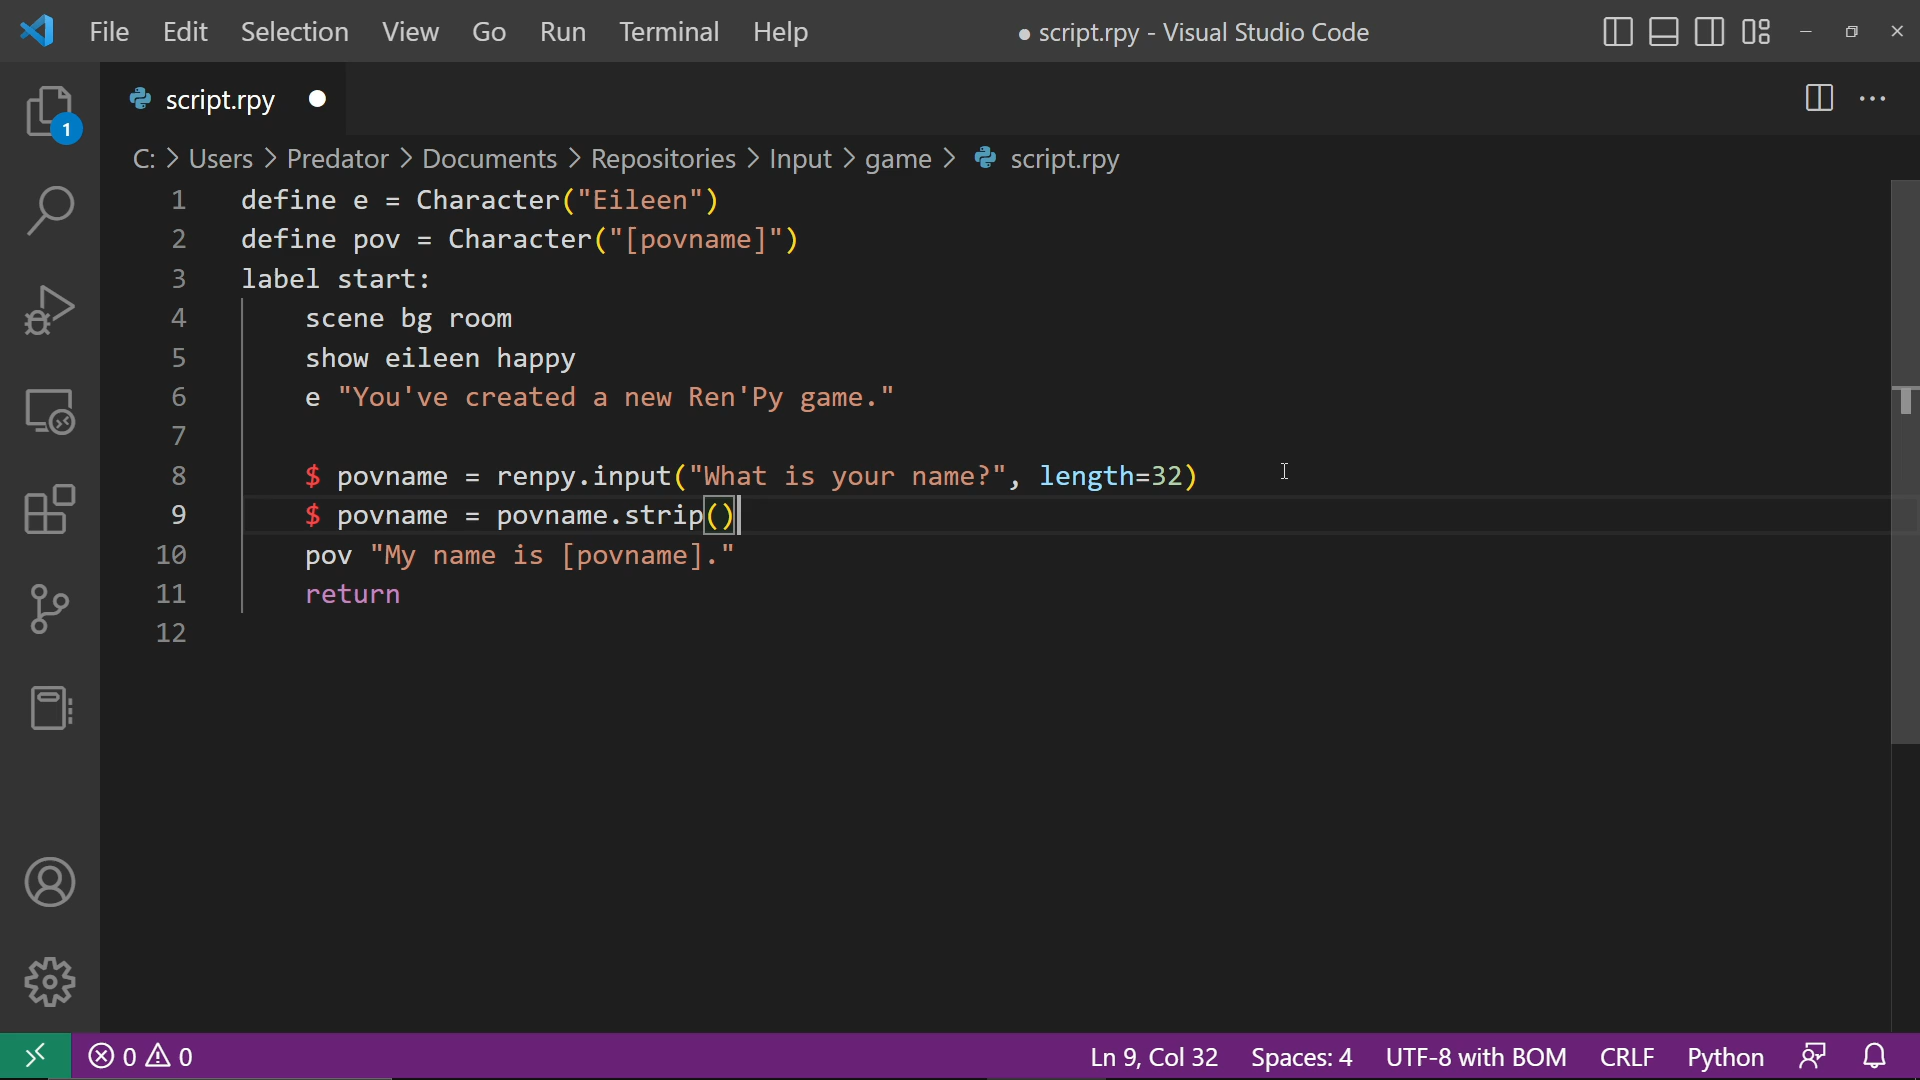 File Edit Selection View Go Run Terminal Help ● script.rpy - Visual Studio Code
script.rpy
1
C: > Users > Predator > Documents > Repositories > Input > game > script.rpy
1 define e = Character("Eileen")
2 define pov = Character("[povname]")
3 label start:
4 scene bg room
5 show eileen happy
6 e "You've created a new Ren'Py game."
7
8 $ povname = renpy.input("What is your name?", length=32)
9 $ povname = povname.strip()
10 pov "My name is [povname]."
11 return
12
0 0 Ln 9, Col 32 Spaces: 4 UTF-8 with BOM CRLF Python